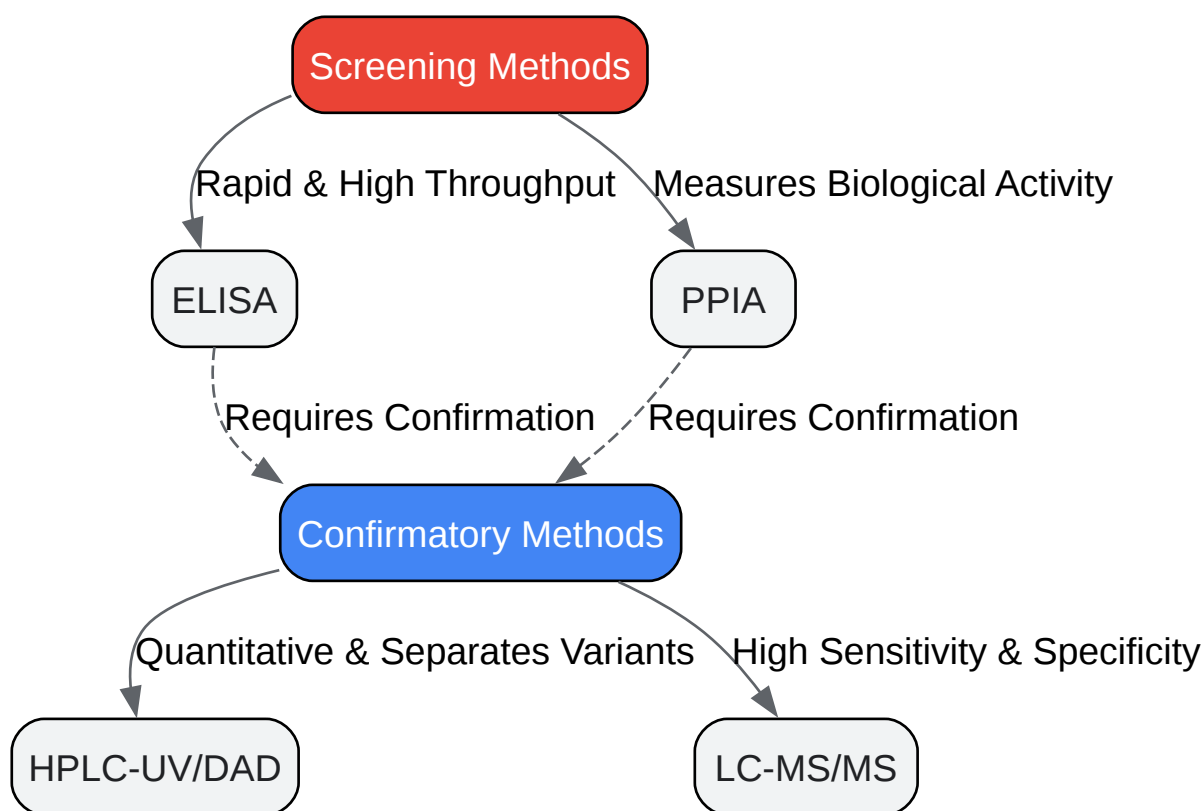 Screening Methods
Rapid & High Throughput
Measures Biological Activity
ELISA
PPIA
Requires Confirmation
Requires Confirmation
Confirmatory Methods
Quantitative & Separates Variants
High Sensitivity & Specificity
HPLC-UV/DAD
LC-MS/MS